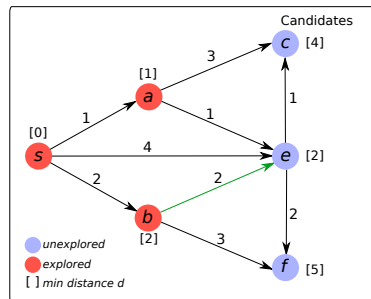 Candidates
c [4]
3
[1]
a
1
1
1
[0]
s
4
e [2]
2
2
2
b
[2]
3
f [5]
unexplored
explored
[ ] min distance d